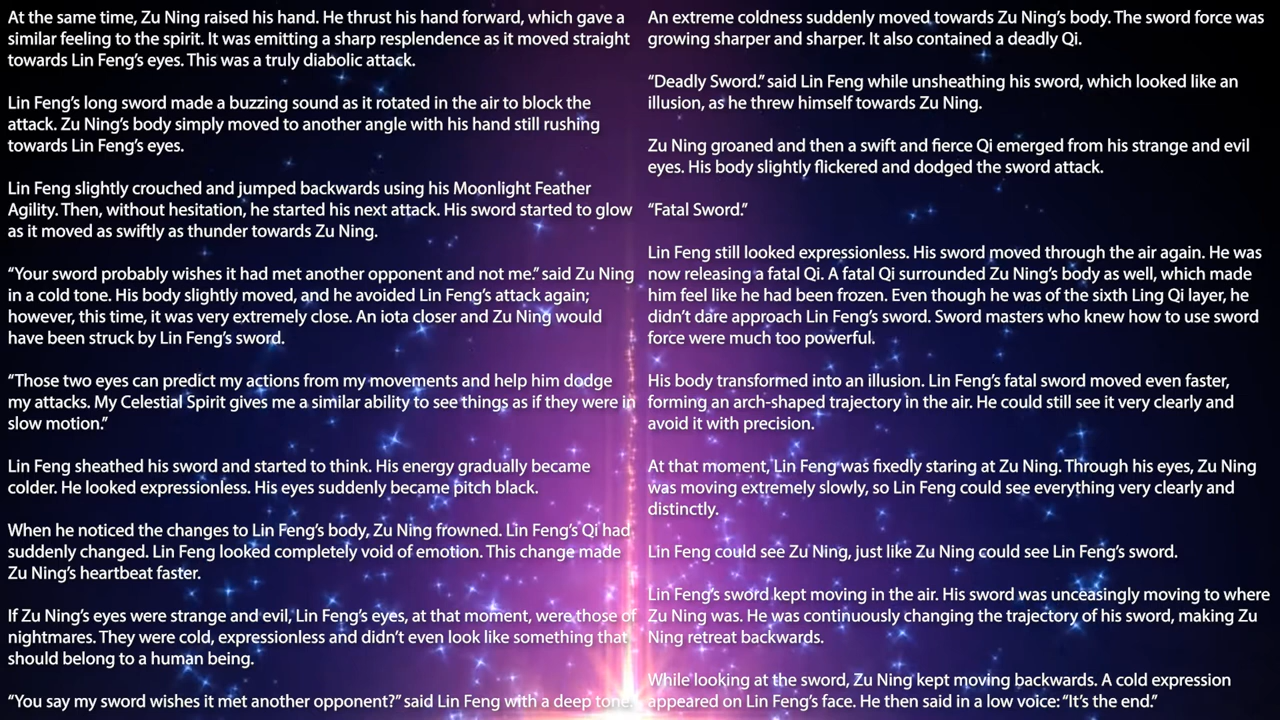 At the same time, Zu Ning raised his hand. He thrust his hand forward, which gave a
similar feeling to the spirit. It was emitting a sharp resplendence as it moved straight
towards Lin Feng’s eyes. This was a truly diabolic attack.
Lin Feng’s long sword made a buzzing sound as it rotated in the air to block the
attack. Zu Ning’s body simply moved to another angle with his hand still rushing
towards Lin Feng’s eyes.
Lin Feng slightly crouched and jumped backwards using his Moonlight Feather
Agility. Then, without hesitation, he started his next attack. His sword started to glow
as it moved as swiftly as thunder towards Zu Ning.
“Your sword probably wishes it had met another opponent and not me.” said Zu Ning
in a cold tone. His body slightly moved, and he avoided Lin Feng’s attack again;
however, this time, it was very extremely close. An iota closer and Zu Ning would
have been struck by Lin Feng’s sword.
“Those two eyes can predict my actions from my movements and help him dodge
my attacks. My Celestial Spirit gives me a similar ability to see things as if they were in
slow motion.”
Lin Feng sheathed his sword and started to think. His energy gradually became
colder. He looked expressionless. His eyes suddenly became pitch black.
When he noticed the changes to Lin Feng’s body, Zu Ning frowned. Lin Feng’s Qi had
suddenly changed. Lin Feng looked completely void of emotion. This change made
Zu Ning’s heartbeat faster.
If Zu Ning’s eyes were strange and evil, Lin Feng’s eyes, at that moment, were those of
nightmares. They were cold, expressionless and didn’t even look like something that
should belong to a human being.
“You say my sword wishes it met another opponent?” said Lin Feng with a deep tone.
An extreme coldness suddenly moved towards Zu Ning’s body. The sword force was
growing sharper and sharper. It also contained a deadly Qi.
“Deadly Sword.” said Lin Feng while unsheathing his sword, which looked like an
illusion, as he threw himself towards Zu Ning.
Zu Ning groaned and then a swift and fierce Qi emerged from his strange and evil
eyes. His body slightly flickered and dodged the sword attack.
“Fatal Sword.”
Lin Feng still looked expressionless. His sword moved through the air again. He was
now releasing a fatal Qi. A fatal Qi surrounded Zu Ning’s body as well, which made
him feel like he had been frozen. Even though he was of the sixth Ling Qi layer, he
didn’t dare approach Lin Feng’s sword. Sword masters who knew how to use sword
force were much too powerful.
His body transformed into an illusion. Lin Feng’s fatal sword moved even faster,
forming an arch-shaped trajectory in the air. He could still see it very clearly and
avoid it with precision.
At that moment, Lin Feng was fixedly staring at Zu Ning. Through his eyes, Zu Ning
was moving extremely slowly, so Lin Feng could see everything very clearly and
distinctly.
Lin Feng could see Zu Ning, just like Zu Ning could see Lin Feng’s sword.
Lin Feng’s sword kept moving in the air. His sword was unceasingly moving to where
Zu Ning was. He was continuously changing the trajectory of his sword, making Zu
Ning retreat backwards.
While looking at the sword, Zu Ning kept moving backwards. A cold expression
appeared on Lin Feng’s face. He then said in a low voice: “It’s the end.”